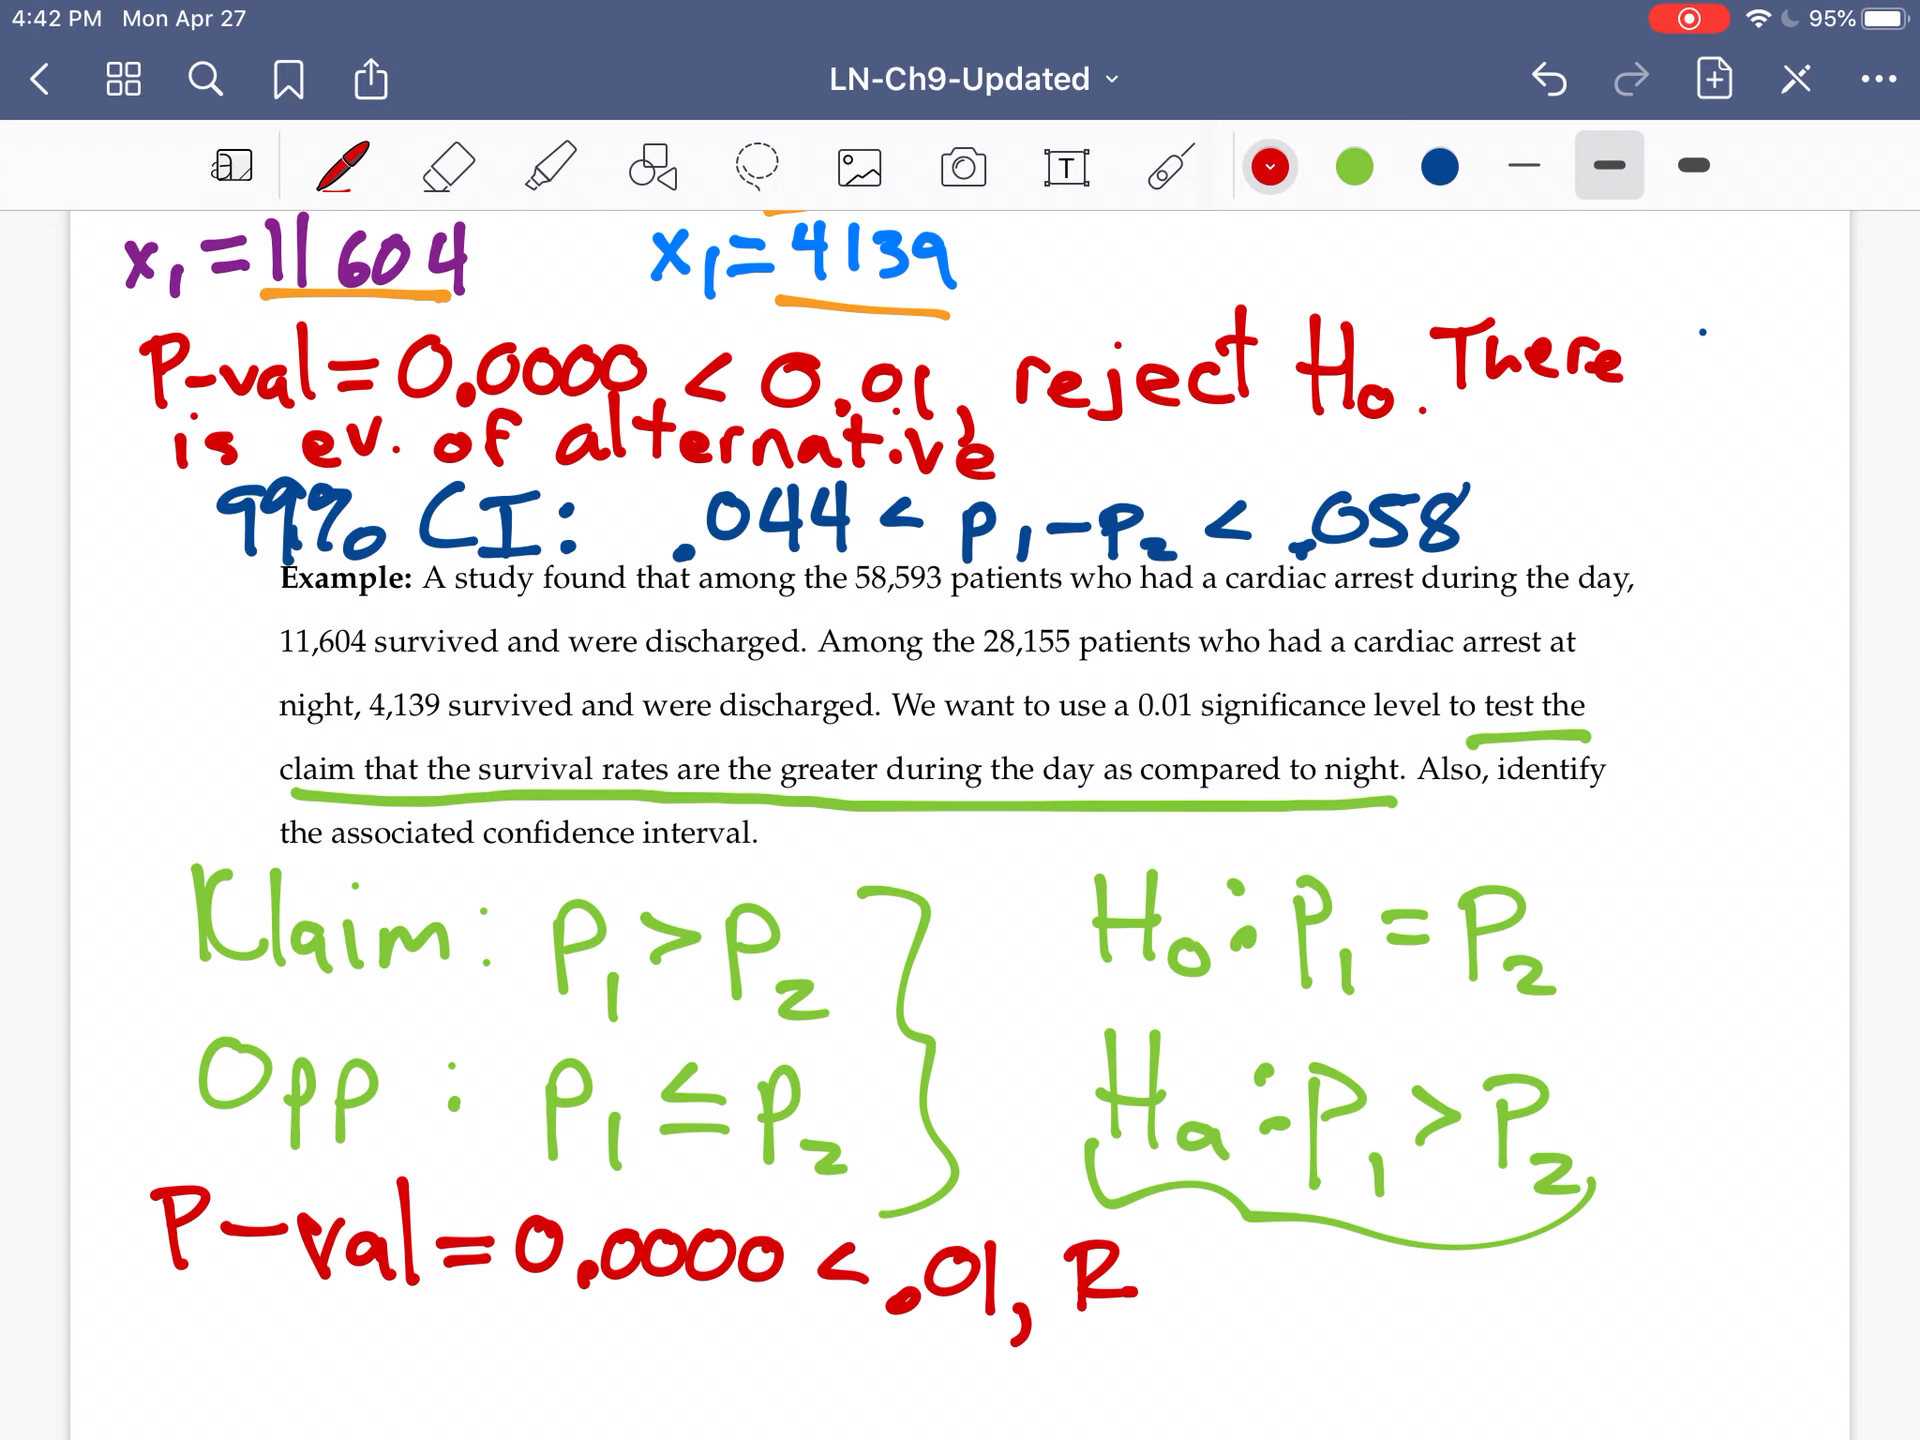 4:42 PM Mon Apr 27
95%
LN-Ch9-Updated
a
T
x₁ = 11604 x₁ = 4139
P-val = 0.0000 < 0.01, reject H₀. There
is ev. of alternative
99% CI: .044 < p₁-p₂ < .058
Example: A study found that among the 58,593 patients who had a cardiac arrest during the day,
11,604 survived and were discharged. Among the 28,155 patients who had a cardiac arrest at
night, 4,139 survived and were discharged. We want to use a 0.01 significance level to test the
claim that the survival rates are the greater during the day as compared to night. Also, identify
the associated confidence interval.
Klaim: P₁ > P₂ H₀: P₁ = P₂
Opp : P₁ ≤ P₂ Hₐ: P₁ > P₂
P-val = 0.0000 < .01, R